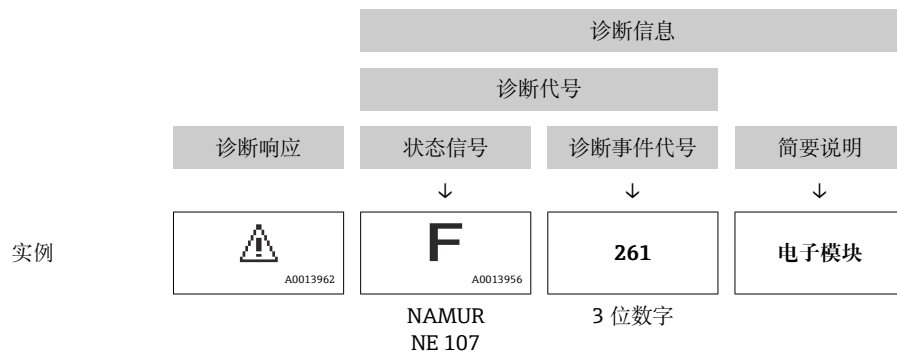 诊断信息
诊断代号
诊断响应 状态信号 诊断事件代号 简要说明
↓ ↓ ↓
实例 A0013962 F A0013956 261 电子模块
NAMUR 3 位数字
NE 107